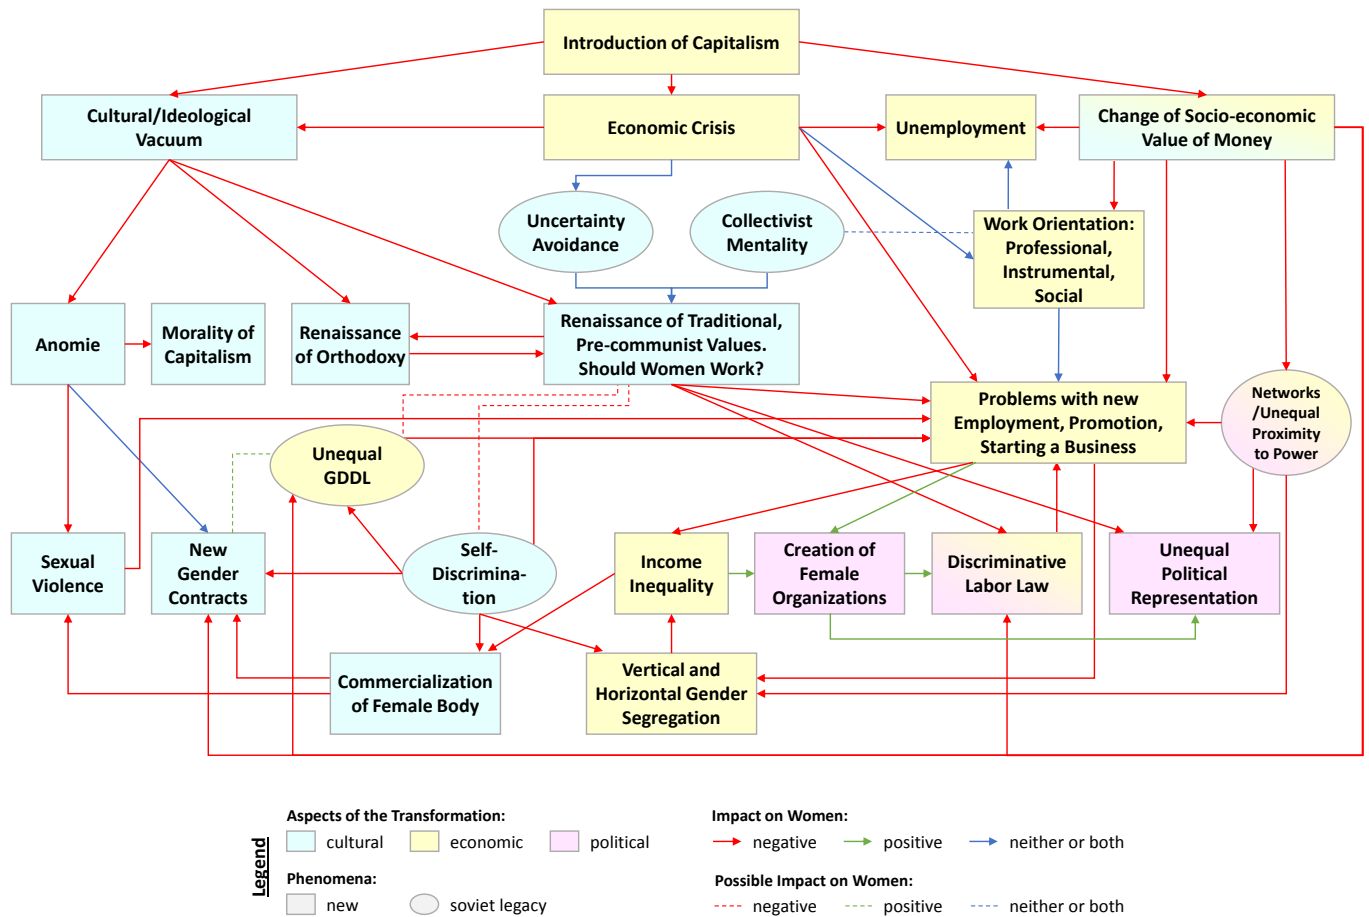 Introduction of Capitalism
Cultural/Ideological
Vacuum
Economic Crisis
Unemployment
Change of Socio-economic
Value of Money
Uncertainty
Avoidance
Collectivist
Mentality
Work Orientation:
Professional,
Instrumental,
Social
Anomie
Morality of
Capitalism
Renaissance
of Orthodoxy
Renaissance of Traditional,
Pre-communist Values.
Should Women Work?
Problems with new
Employment, Promotion,
Starting a Business
Networks
/Unequal
Proximity
to Power
Unequal
GDDL
Sexual
Violence
New
Gender
Contracts
Self-
Discrimina-
tion
Income
Inequality
Creation of
Female
Organizations
Discriminative
Labor Law
Unequal
Political
Representation
Commercialization
of Female Body
Vertical and
Horizontal Gender
Segregation
Legend
Aspects of the Transformation:
cultural
economic
political
Phenomena:
new
soviet legacy
Impact on Women:
negative
positive
neither or both
Possible Impact on Women:
negative
positive
neither or both